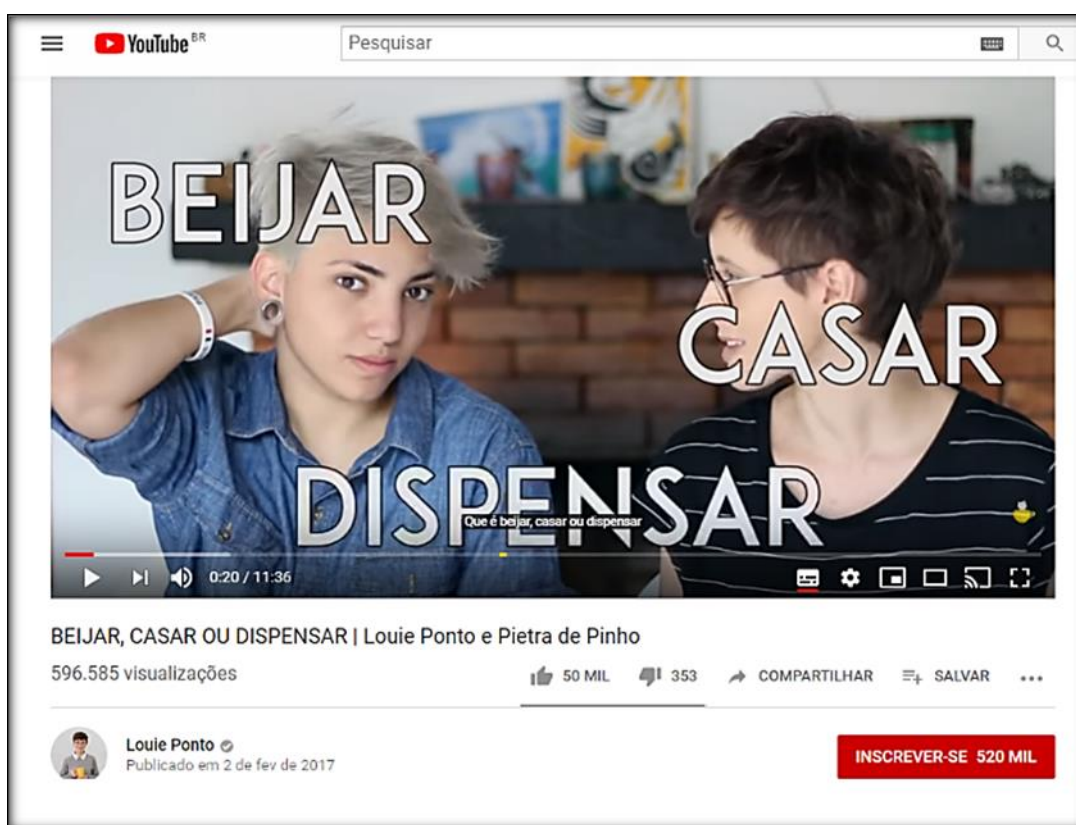 YouTube BR
Pesquisar
BEIJAR
CASAR
DISPENSAR
Que é beijar, casar ou dispensar
0:20 / 11:36
BEIJAR, CASAR OU DISPENSAR | Louie Ponto e Pietra de Pinho
596.585 visualizações
50 MIL
353
COMPARTILHAR
SALVAR
Louie Ponto
Publicado em 2 de fev de 2017
INSCREVER-SE 520 MIL